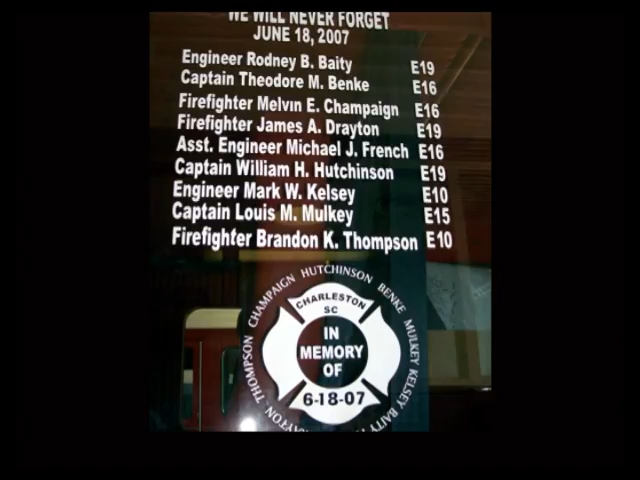 WE WILL NEVER FORGET
JUNE 18, 2007
Engineer Rodney B. Baity E19
Captain Theodore M. Benke E16
Firefighter Melvin E. Champaign E16
Firefighter James A. Drayton E19
Asst. Engineer Michael J. French E16
Captain William H. Hutchinson E19
Engineer Mark W. Kelsey E10
Captain Louis M. Mulkey E15
Firefighter Brandon K. Thompson E10
THOMPSON CHAMPAIGN HUTCHINSON BENKE MULKEY KELSEY BAITY
CHARLESTON
SC
IN
MEMORY
OF
6-18-07